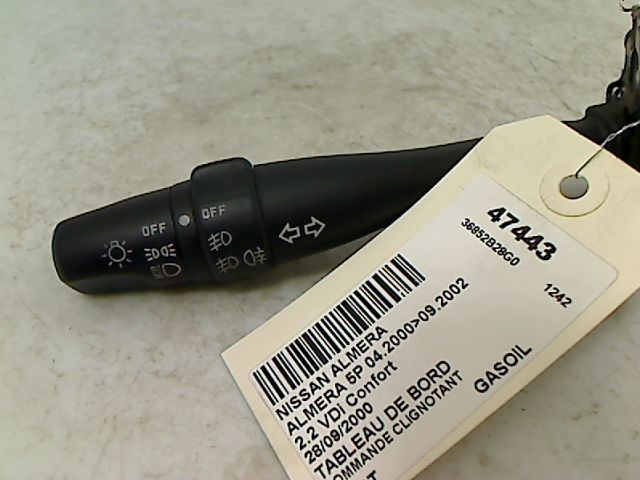 OFF
OFF
47443
36852B28G0
1242
NISSAN ALMERA
ALMERA 5P 04.2000>09.2002
2.2 VDi Confort
28/09/2000
GASOIL
TABLEAU DE BORD
OMMANDE CLIGNOTANT